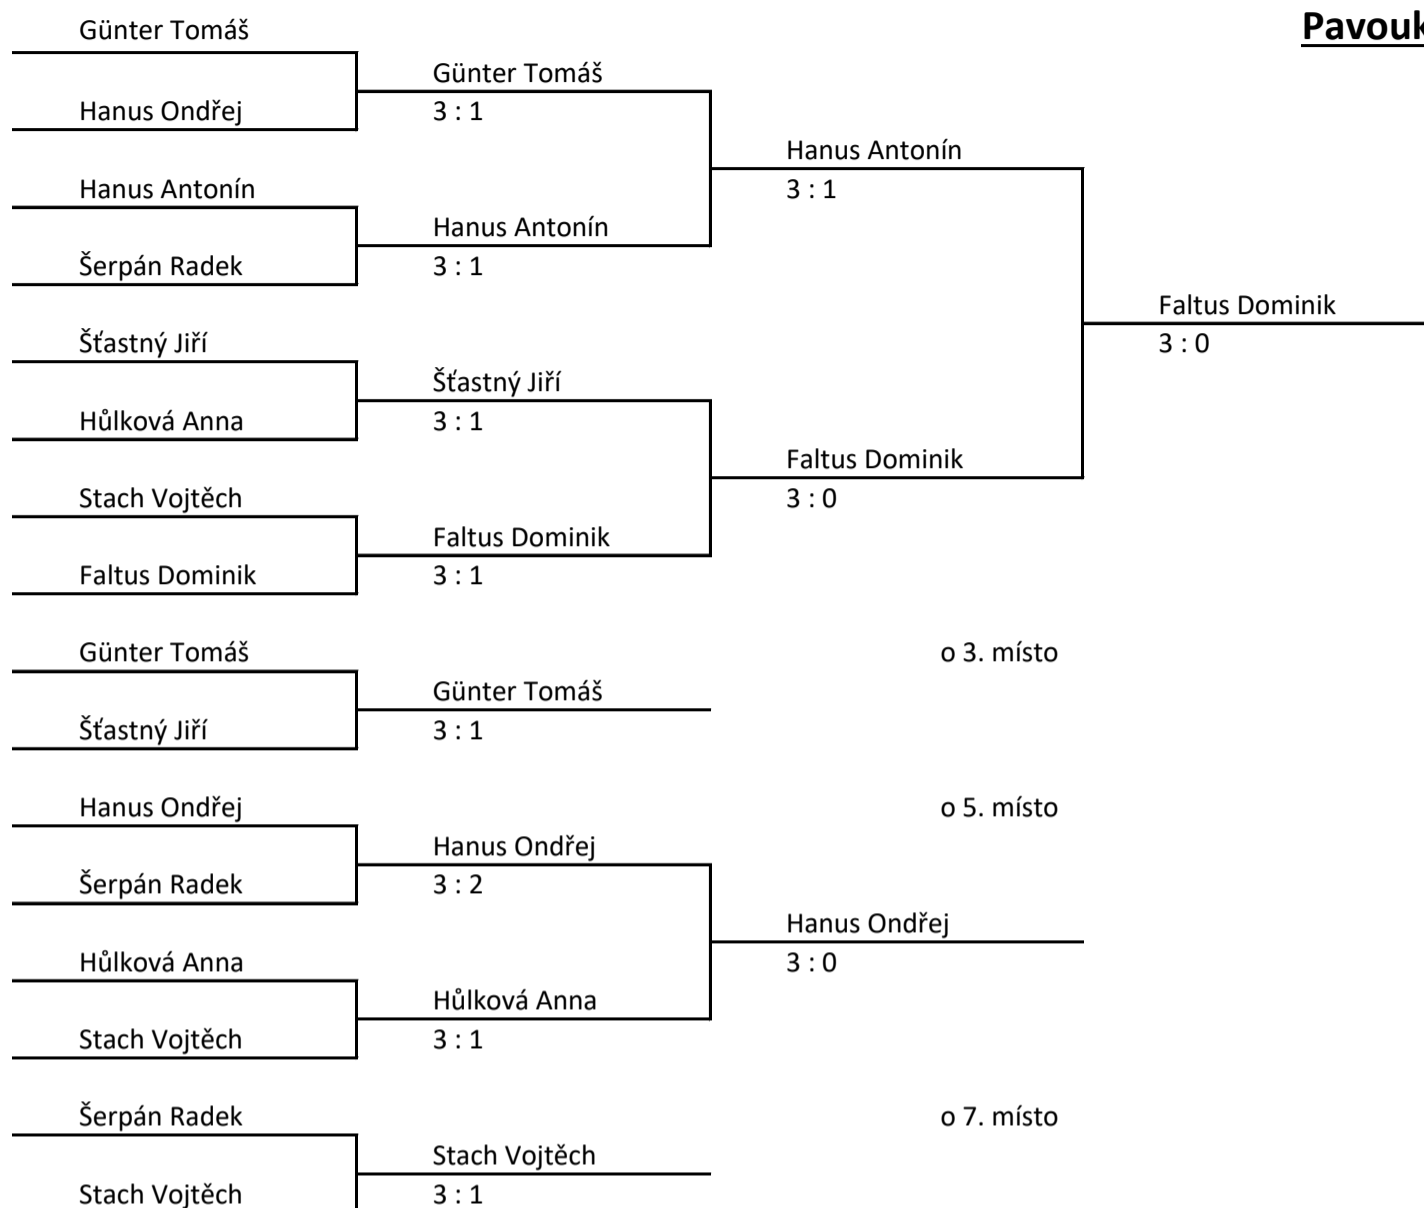 Günter Tomáš
Pavouk
Günter Tomáš
Hanus Ondřej
3 : 1
Hanus Antonín
Hanus Antonín
3 : 1
Hanus Antonín
Šerpán Radek
3 : 1
Faltus Dominik
Šťastný Jiří
3 : 0
Šťastný Jiří
Hůlková Anna
3 : 1
Faltus Dominik
Stach Vojtěch
3 : 0
Faltus Dominik
Faltus Dominik
3 : 1
Günter Tomáš
o 3. místo
Günter Tomáš
Šťastný Jiří
3 : 1
Hanus Ondřej
o 5. místo
Hanus Ondřej
Šerpán Radek
3 : 2
Hanus Ondřej
Hůlková Anna
3 : 0
Hůlková Anna
Stach Vojtěch
3 : 1
Šerpán Radek
o 7. místo
Stach Vojtěch
Stach Vojtěch
3 : 1